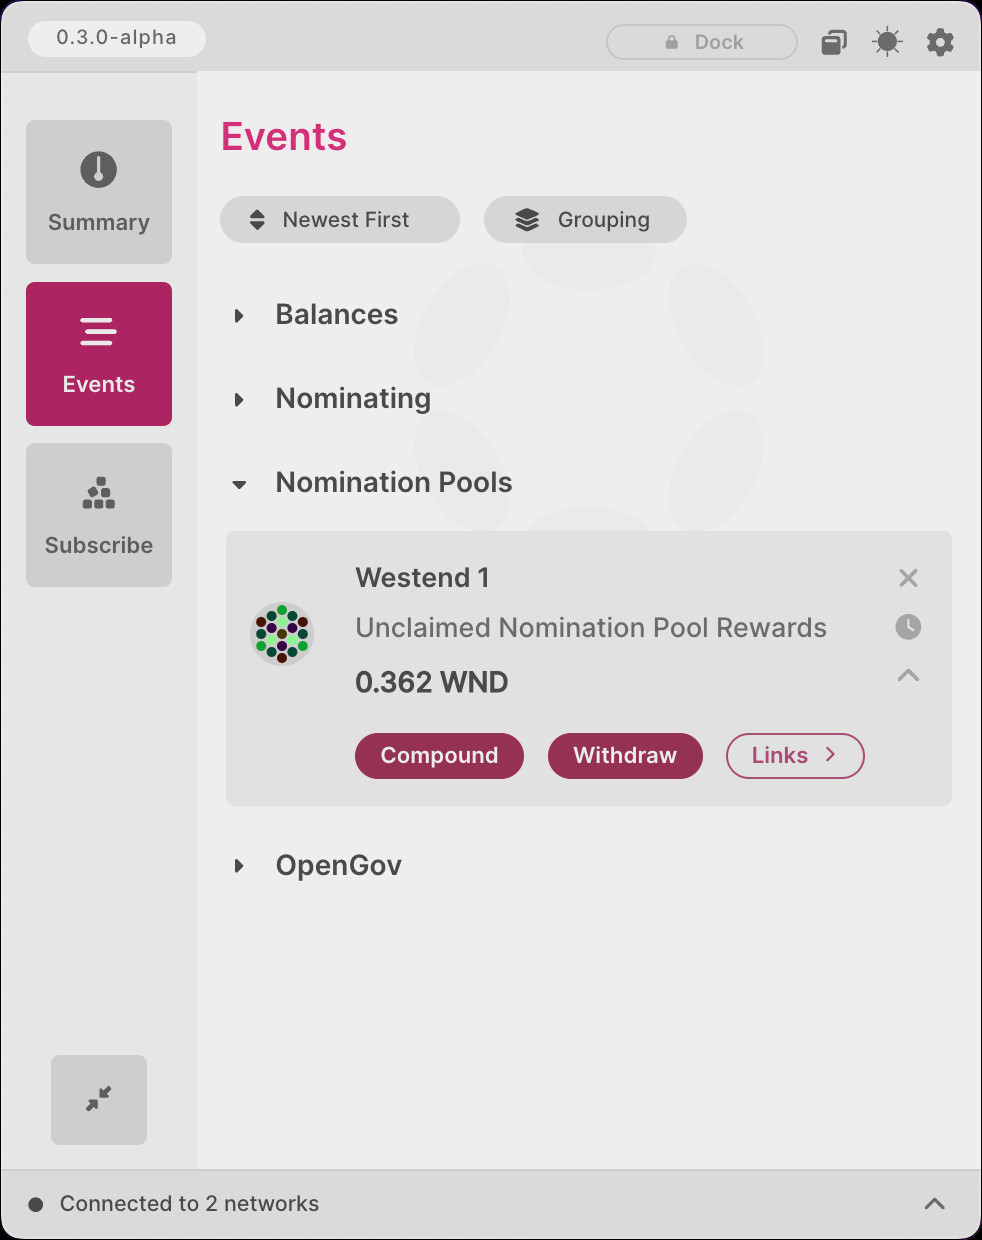 0.3.0-alpha
Dock
Summary
Events
Subscribe
Events
Newest First
Grouping
Balances
Nominating
Nomination Pools
Westend 1
Unclaimed Nomination Pool Rewards
0.362 WND
Compound
Withdraw
Links
OpenGov
Connected to 2 networks